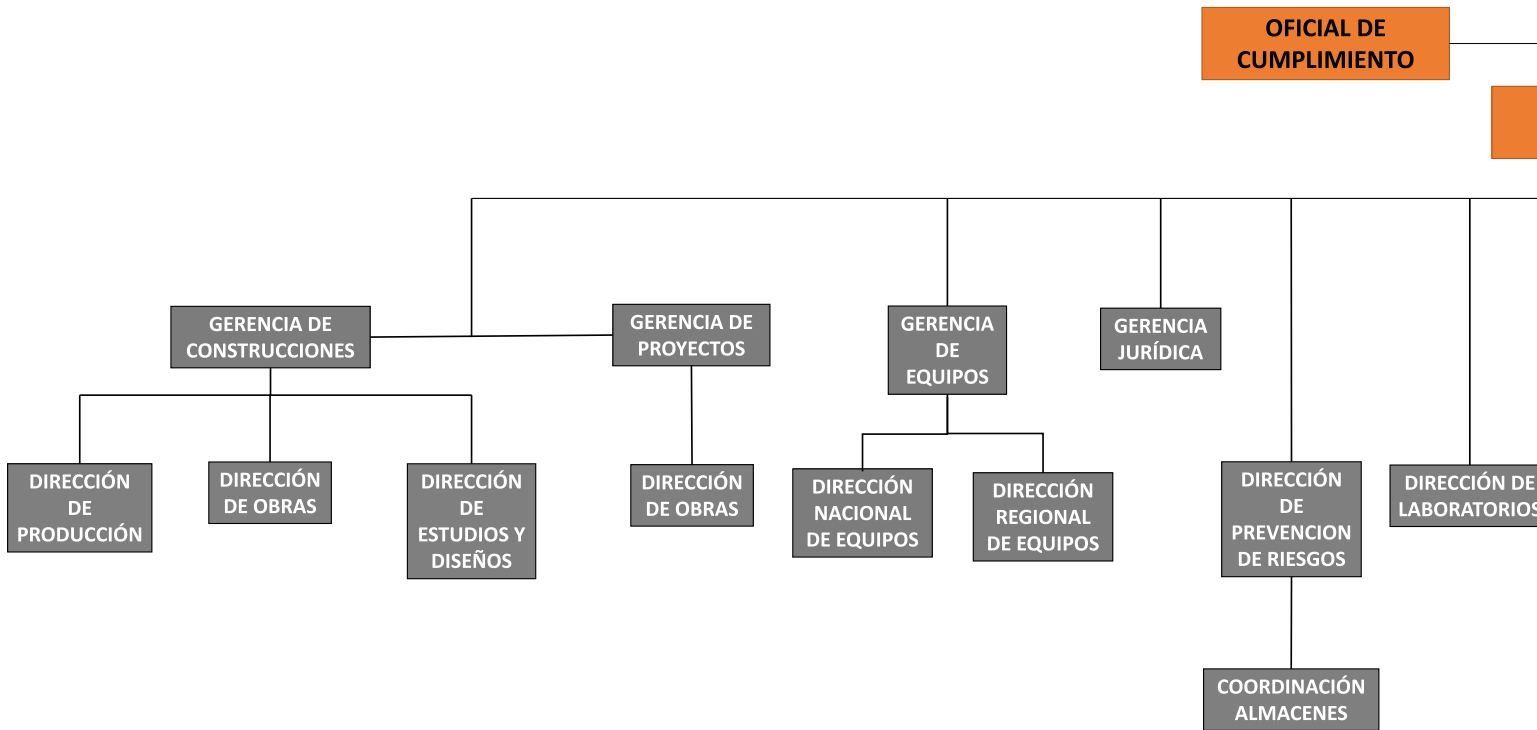 OFICIAL DE
CUMPLIMIENTO
GERENCIA DE
CONSTRUCCIONES
GERENCIA DE
PROYECTOS
GERENCIA
DE
EQUIPOS
GERENCIA
JURÍDICA
DIRECCIÓN
DE
PRODUCCIÓN
DIRECCIÓN
DE OBRAS
DIRECCIÓN
DE
ESTUDIOS Y
DISEÑOS
DIRECCIÓN
DE OBRAS
DIRECCIÓN
NACIONAL
DE EQUIPOS
DIRECCIÓN
REGIONAL
DE EQUIPOS
DIRECCIÓN
DE
PREVENCION
DE RIESGOS
DIRECCIÓN DE
LABORATORIOS
COORDINACIÓN
ALMACENES